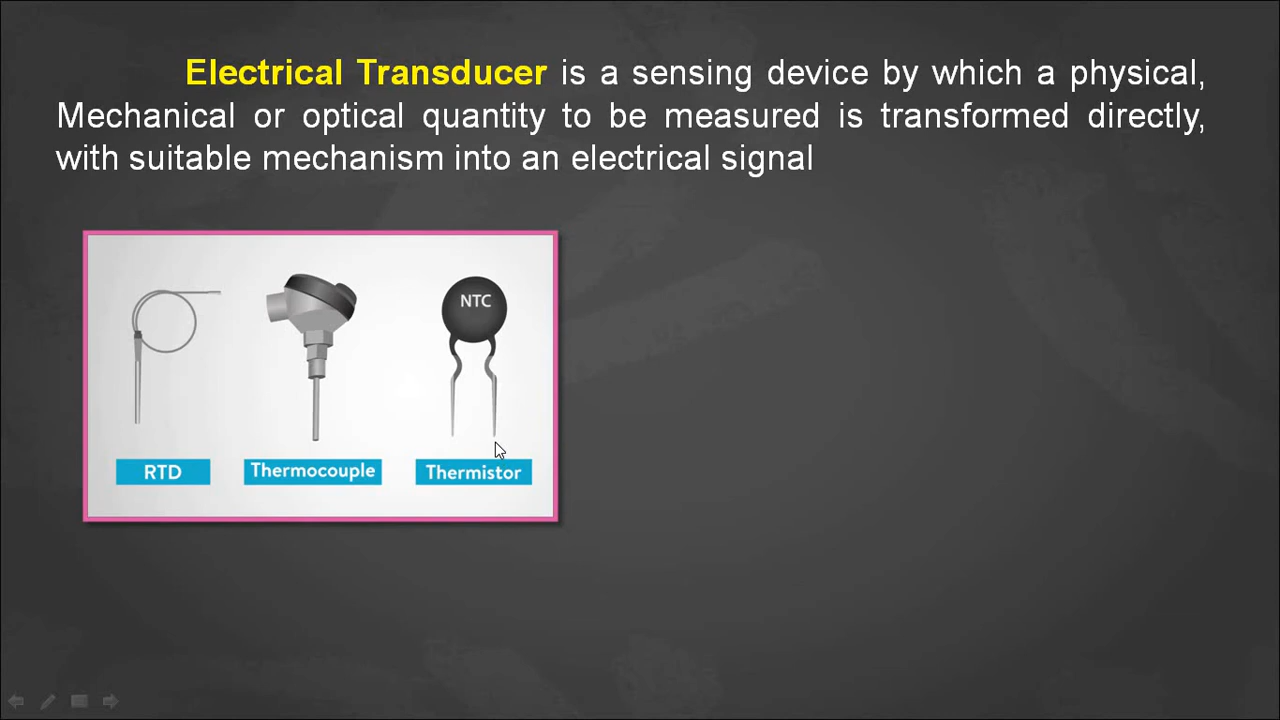 Electrical Transducer is a sensing device by which a physical,
Mechanical or optical quantity to be measured is transformed directly,
with suitable mechanism into an electrical signal
NTC
RTD
Thermocouple
Thermistor